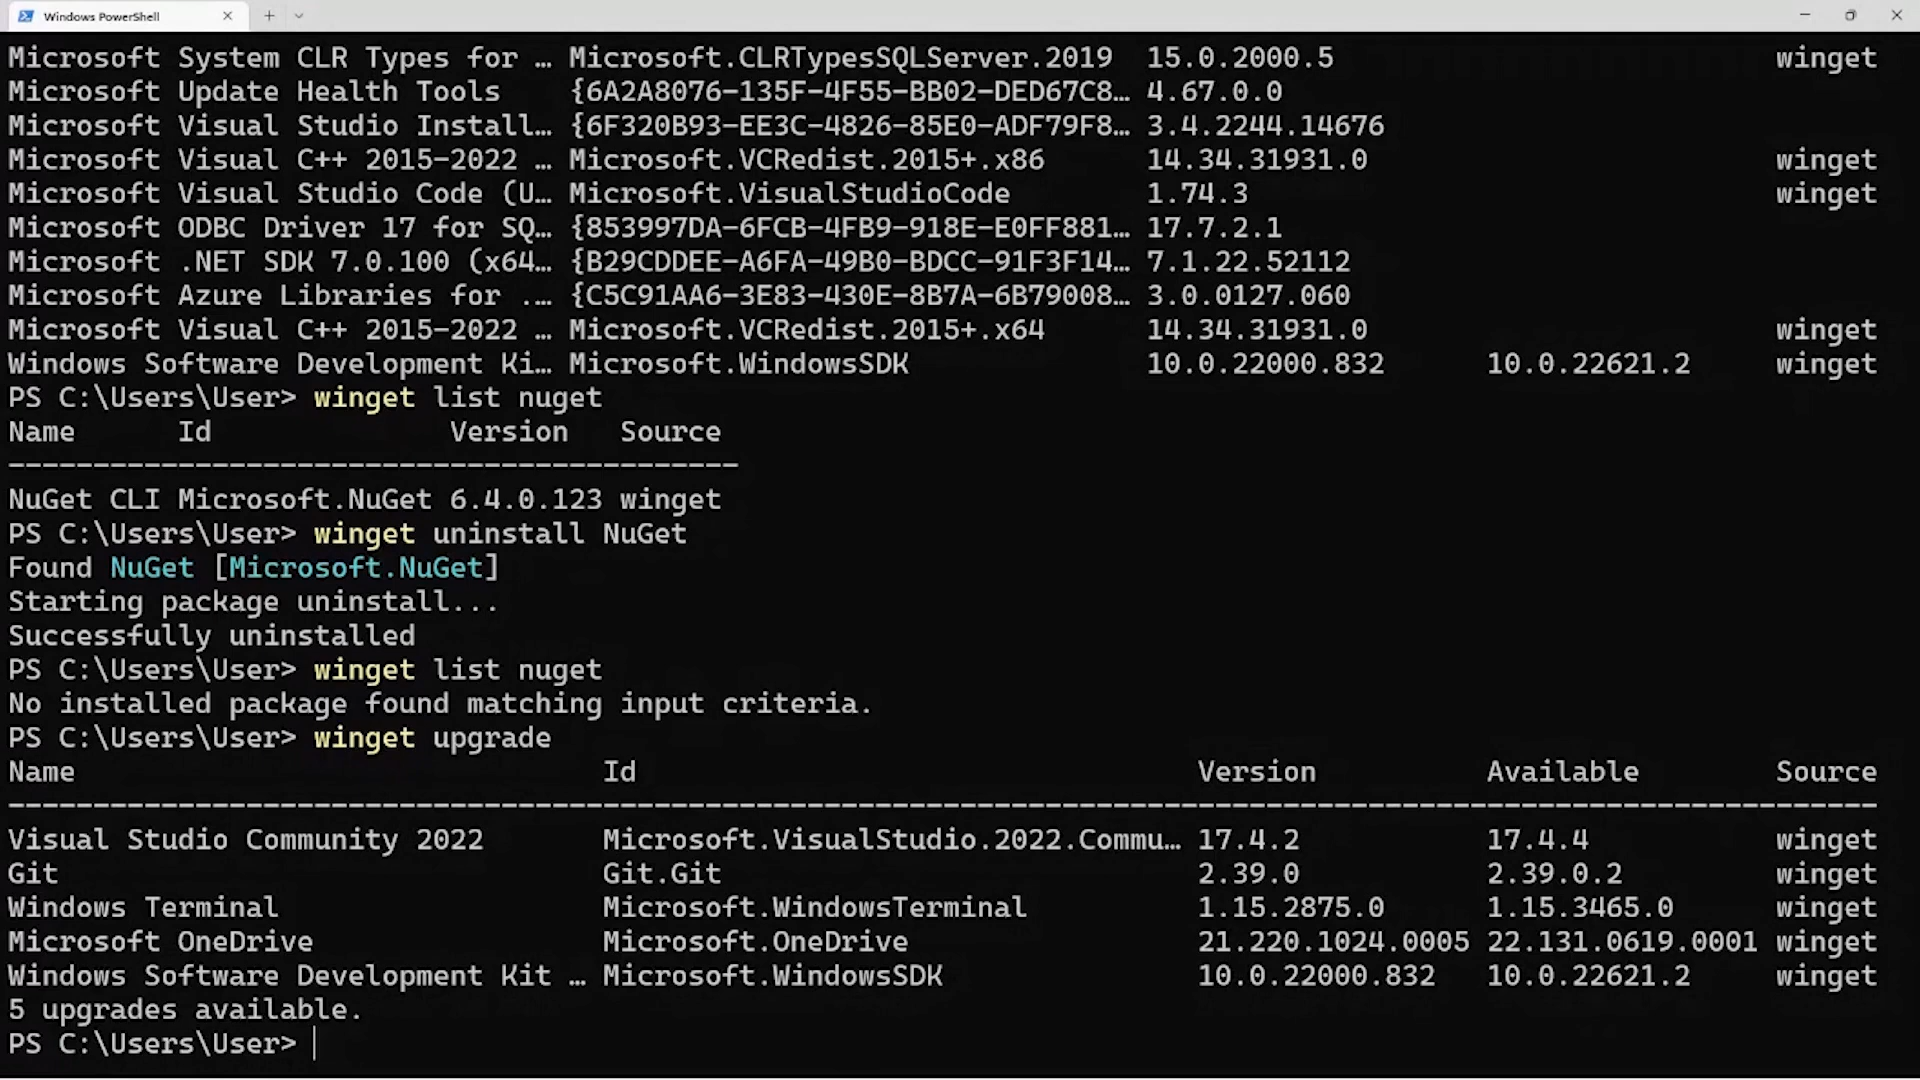 Windows PowerShell
Microsoft System CLR Types for … Microsoft.CLRTypesSQLServer.2019 15.0.2000.5 winget
Microsoft Update Health Tools {6A2A8076-135F-4F55-BB02-DED67C8… 4.67.0.0
Microsoft Visual Studio Install… {6F320B93-EE3C-4826-85E0-ADF79F8… 3.4.2244.14676
Microsoft Visual C++ 2015-2022 … Microsoft.VCRedist.2015+.x86 14.34.31931.0 winget
Microsoft Visual Studio Code (U… Microsoft.VisualStudioCode 1.74.3 winget
Microsoft ODBC Driver 17 for SQ… {853997DA-6FCB-4FB9-918E-E0FF881… 17.7.2.1
Microsoft .NET SDK 7.0.100 (x64… {B29CDDEE-A6FA-49B0-BDCC-91F3F14… 7.1.22.52112
Microsoft Azure Libraries for .… {C5C91AA6-3E83-430E-8B7A-6B79008… 3.0.0127.060
Microsoft Visual C++ 2015-2022 … Microsoft.VCRedist.2015+.x64 14.34.31931.0 winget
Windows Software Development Ki… Microsoft.WindowsSDK 10.0.22000.832 10.0.22621.2 winget
PS C:\Users\User> winget list nuget
Name Id Version Source
-------------------------------------------
NuGet CLI Microsoft.NuGet 6.4.0.123 winget
PS C:\Users\User> winget uninstall NuGet
Found NuGet [Microsoft.NuGet]
Starting package uninstall...
Successfully uninstalled
PS C:\Users\User> winget list nuget
No installed package found matching input criteria.
PS C:\Users\User> winget upgrade
Name Id Version Available Source
--------------------------------------------------------------------------------------------------------------
Visual Studio Community 2022 Microsoft.VisualStudio.2022.Commu… 17.4.2 17.4.4 winget
Git Git.Git 2.39.0 2.39.0.2 winget
Windows Terminal Microsoft.WindowsTerminal 1.15.2875.0 1.15.3465.0 winget
Microsoft OneDrive Microsoft.OneDrive 21.220.1024.0005 22.131.0619.0001 winget
Windows Software Development Kit … Microsoft.WindowsSDK 10.0.22000.832 10.0.22621.2 winget
5 upgrades available.
PS C:\Users\User>